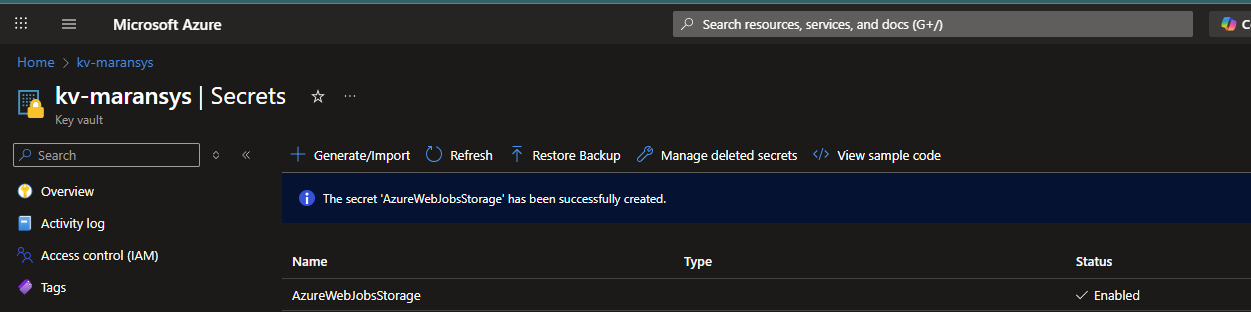 Microsoft Azure
Search resources, services, and docs (G+/)
Home > kv-maransys
kv-maransys | Secrets
Key vault
Search
Generate/Import
Refresh
Restore Backup
Manage deleted secrets
View sample code
Overview
Activity log
Access control (IAM)
Tags
The secret 'AzureWebJobsStorage' has been successfully created.
Name Type Status
AzureWebJobsStorage Enabled